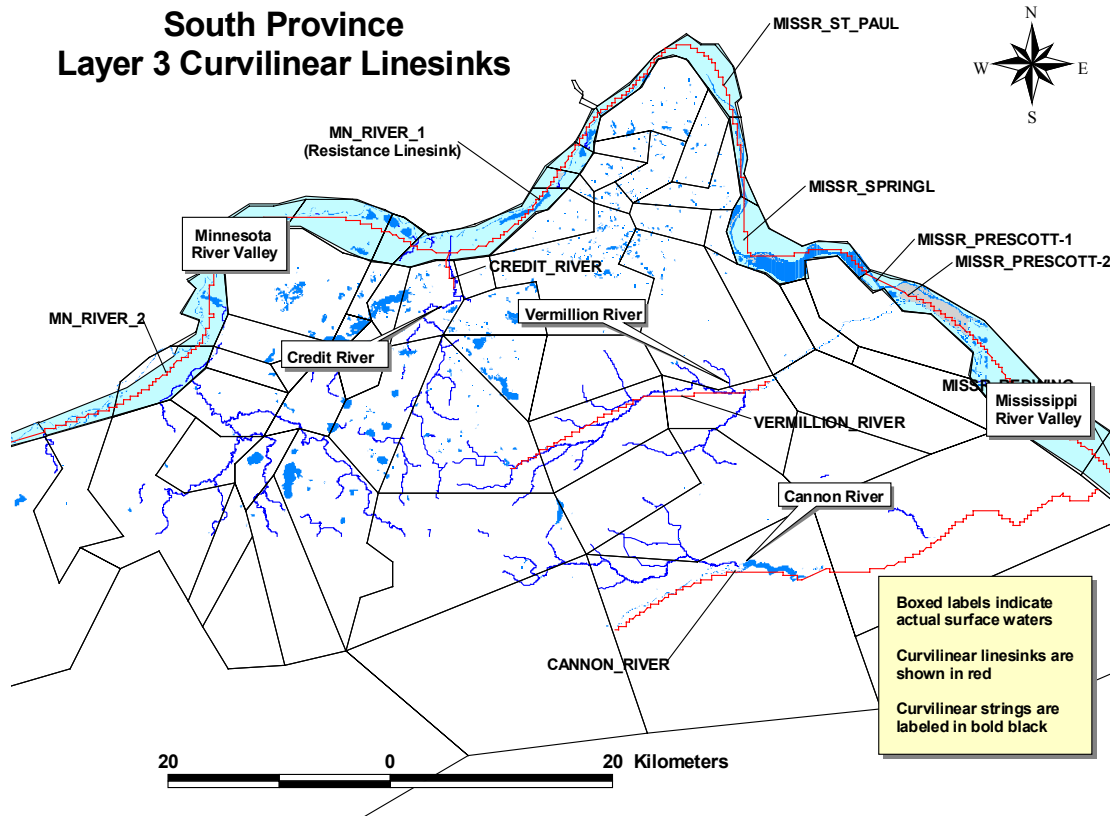 South Province
Layer 3 Curvilinear Linesinks
MISSR_ST_PAUL
N
W
E
S
MN_RIVER_1
(Resistance Linesink)
MISSR_SPRINGL
Minnesota
River Valley
MISSR_PRESCOTT-1
MISSR_PRESCOTT-2
CREDIT_RIVER
Vermillion River
MN_RIVER_2
Credit River
Mississippi
River Valley
VERMILLION_RIVER
Cannon River
CANNON_RIVER
Boxed labels indicate
actual surface waters
Curvilinear linesinks are
shown in red
Curvilinear strings are
labeled in bold black
20
0
20
Kilometers